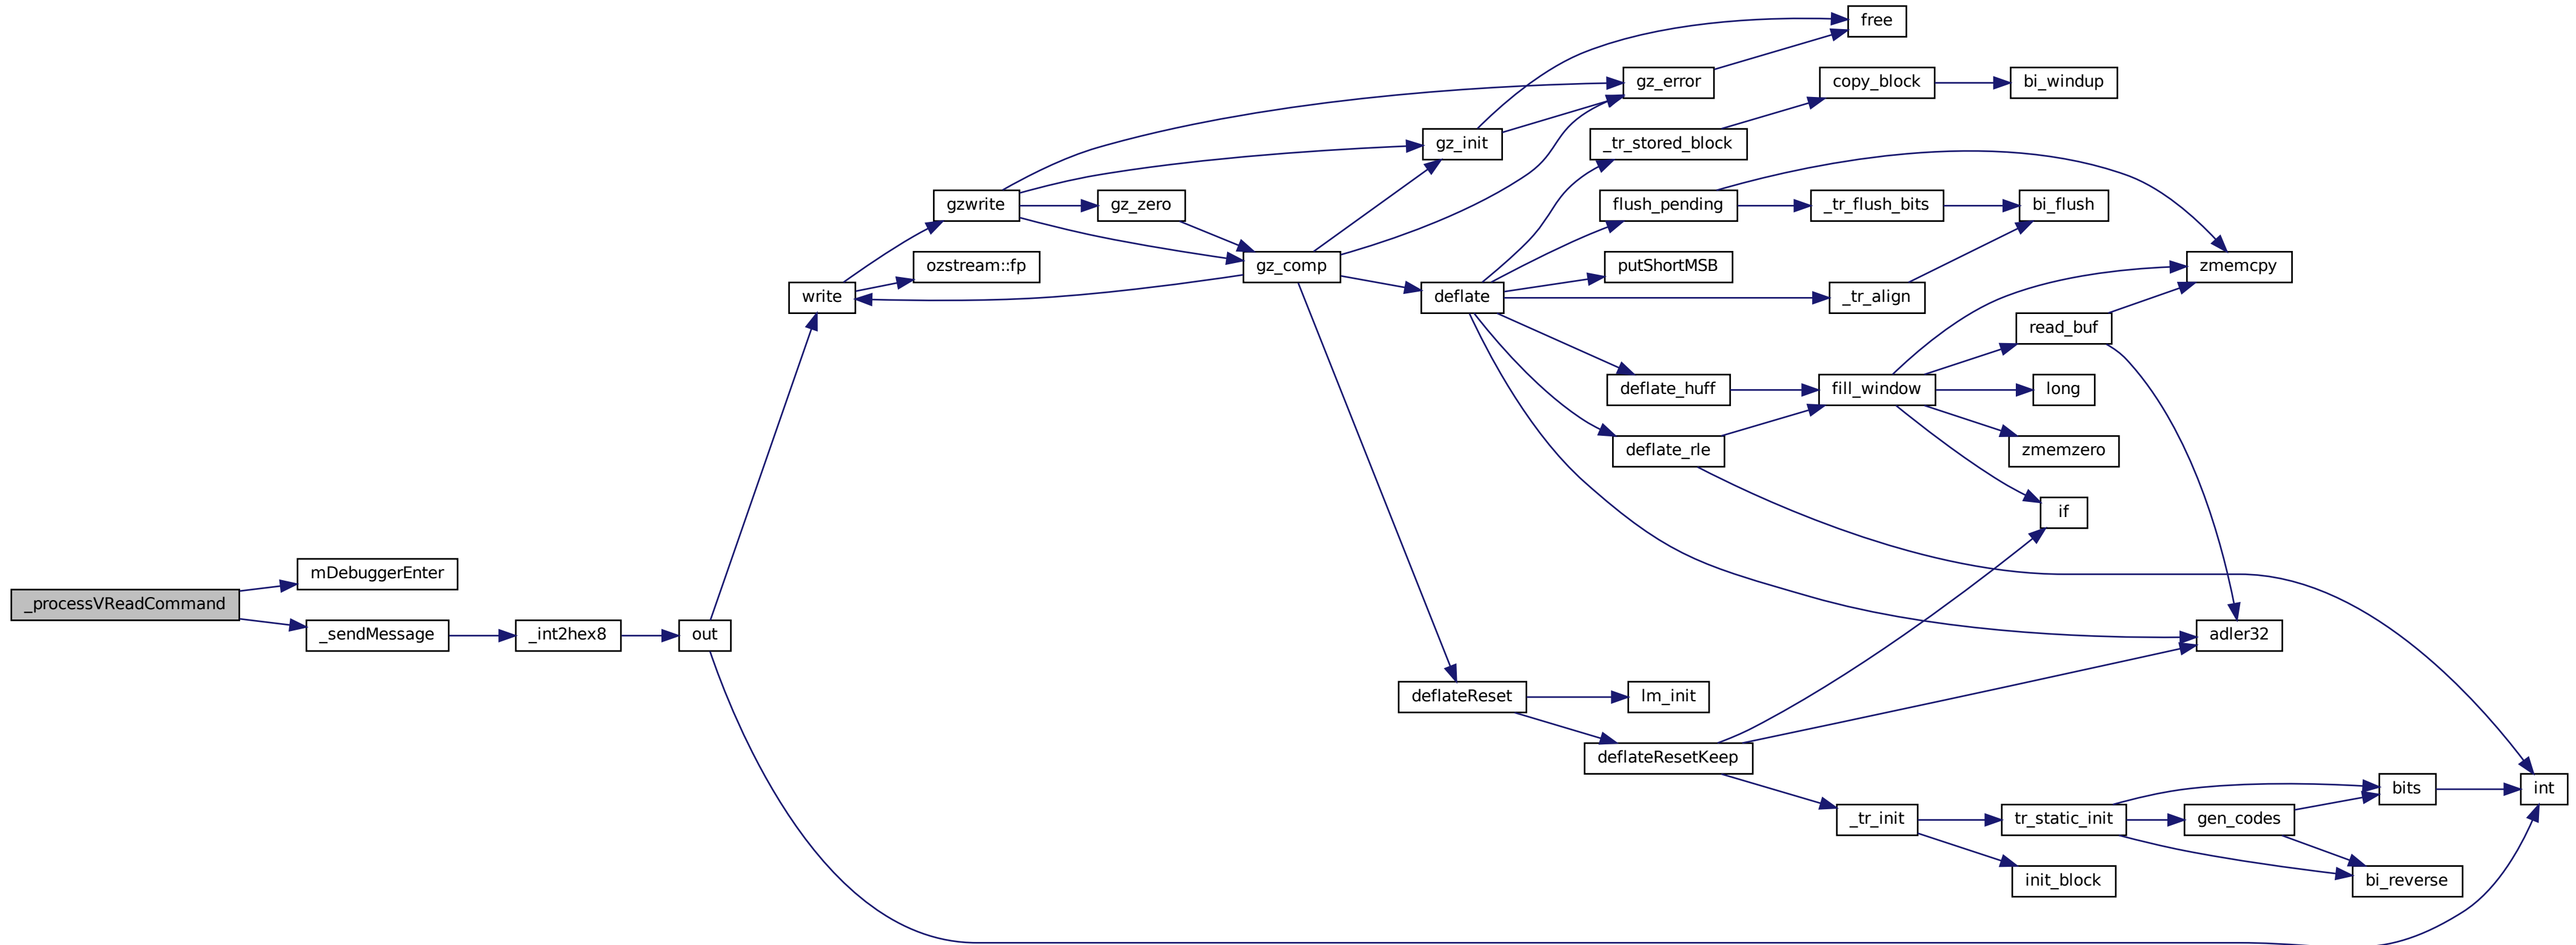 free
gz_error
copy_block
bi_windup
gz_init
_tr_stored_block
gzwrite
gz_zero
flush_pending
_tr_flush_bits
bi_flush
ozstream::fp
gz_comp
putShortMSB
zmemcpy
write
deflate
_tr_align
read_buf
deflate_huff
fill_window
long
deflate_rle
zmemzero
if
mDebuggerEnter
_processVReadCommand
_sendMessage
_int2hex8
out
adler32
deflateReset
lm_init
deflateResetKeep
bits
int
_tr_init
tr_static_init
gen_codes
init_block
bi_reverse